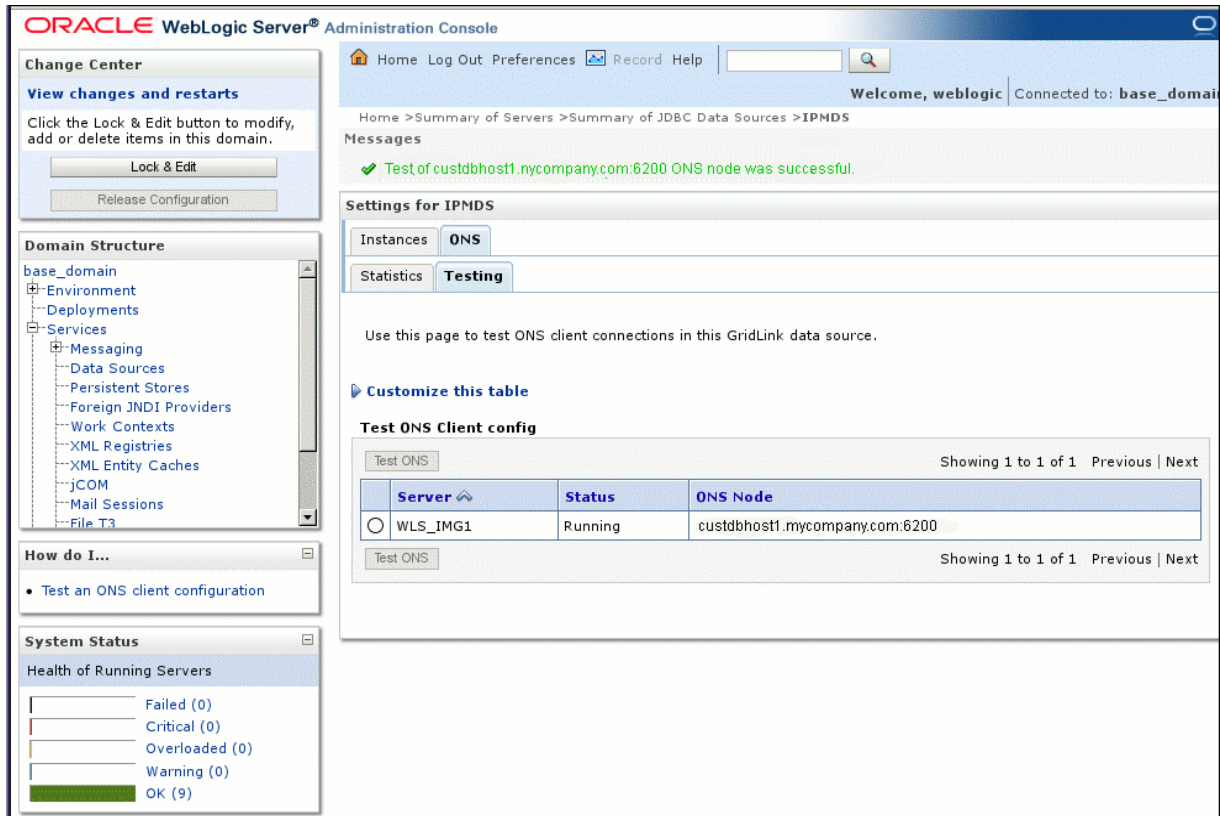 ORACLE WebLogic Server® Administration Console
Change Center
View changes and restarts
Click the Lock & Edit button to modify,
add or delete items in this domain.
Lock & Edit
Release Configuration
Domain Structure
base_domain
Environment
Deployments
Services
Messaging
Data Sources
Persistent Stores
Foreign JNDI Providers
Work Contexts
XML Registries
XML Entity Caches
jCOM
Mail Sessions
File T3
How do I...
Test an ONS client configuration
System Status
Health of Running Servers
Failed (0)
Critical (0)
Overloaded (0)
Warning (0)
OK (9)
Home Log Out Preferences Record Help
Welcome, weblogic Connected to: base_domain
Home >Summary of Servers >Summary of JDBC Data Sources >IPMDS
Messages
Test of custdbhost1.nycompany.com:6200 ONS node was successful.
Settings for IPMDS
Instances ONS
Statistics Testing
Use this page to test ONS client connections in this GridLink data source.
Customize this table
Test ONS Client config
Test ONS Showing 1 to 1 of 1 Previous | Next
Server Status ONS Node
WLS_IMG1 Running custdbhost1.mycompany.com:6200
Test ONS Showing 1 to 1 of 1 Previous | Next